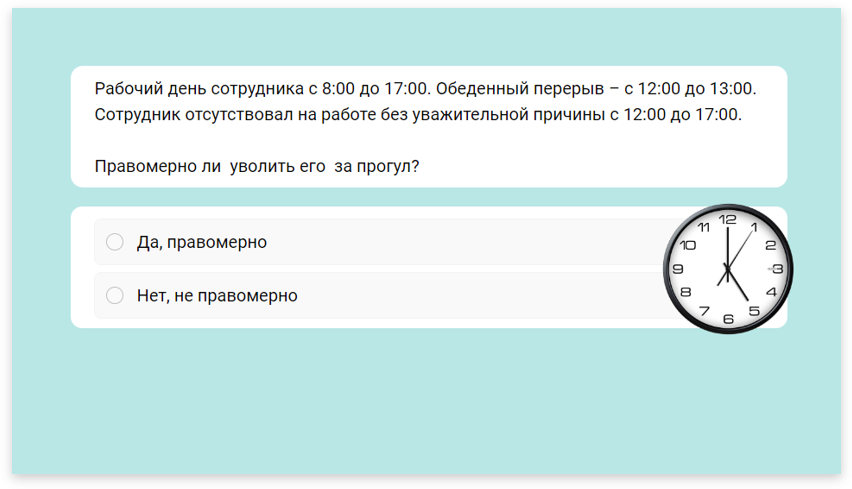 Рабочий день сотрудника с 8:00 до 17:00. Обеденный перерыв – с 12:00 до 13:00.
Сотрудник отсутствовал на работе без уважительной причины с 12:00 до 17:00.
Правомерно ли уволить его за прогул?
Да, правомерно
Нет, не правомерно
12
11 1
10 2
9 3
8 4
7 5
6